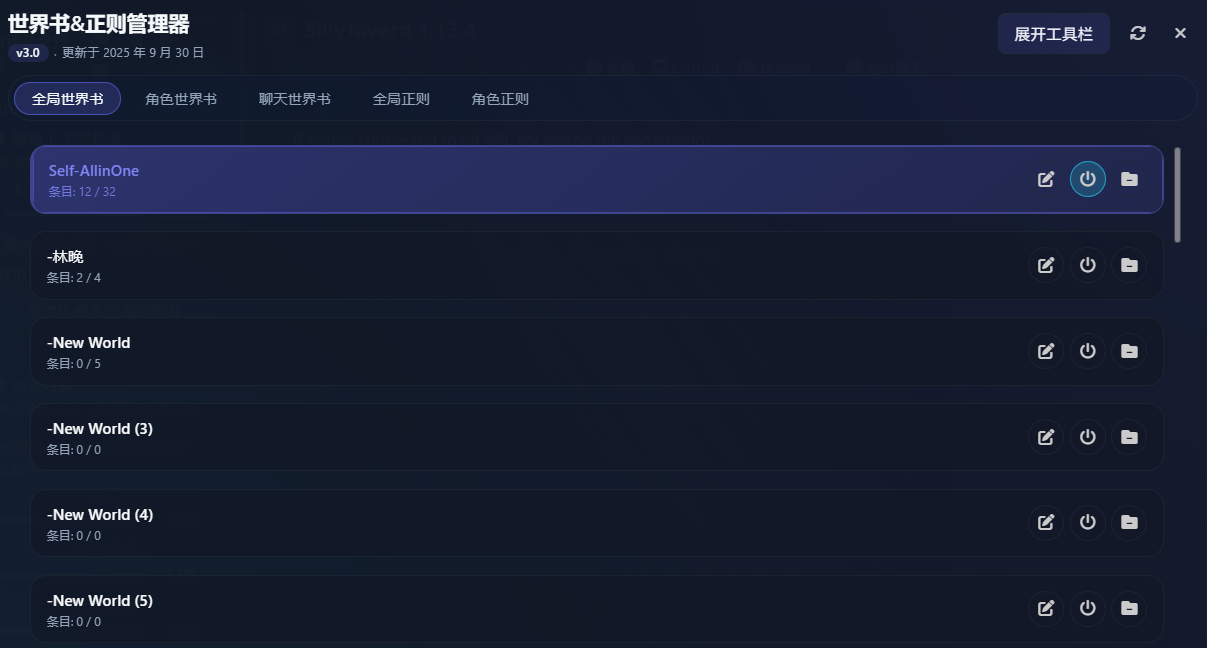 世界书&正则管理器
v3.0 · 更新于 2025 年 9 月 30 日
展开工具栏
全局世界书 角色世界书 聊天世界书 全局正则 角色正则
Self-AllinOne
条目: 12 / 32
-林晚
条目: 2 / 4
-New World
条目: 0 / 5
-New World (3)
条目: 0 / 0
-New World (4)
条目: 0 / 0
-New World (5)
条目: 0 / 0